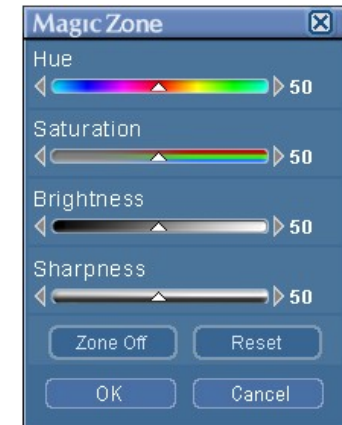 Magic Zone
Hue
50
Saturation
50
Brightness
50
Sharpness
50
Zone Off Reset
OK Cancel